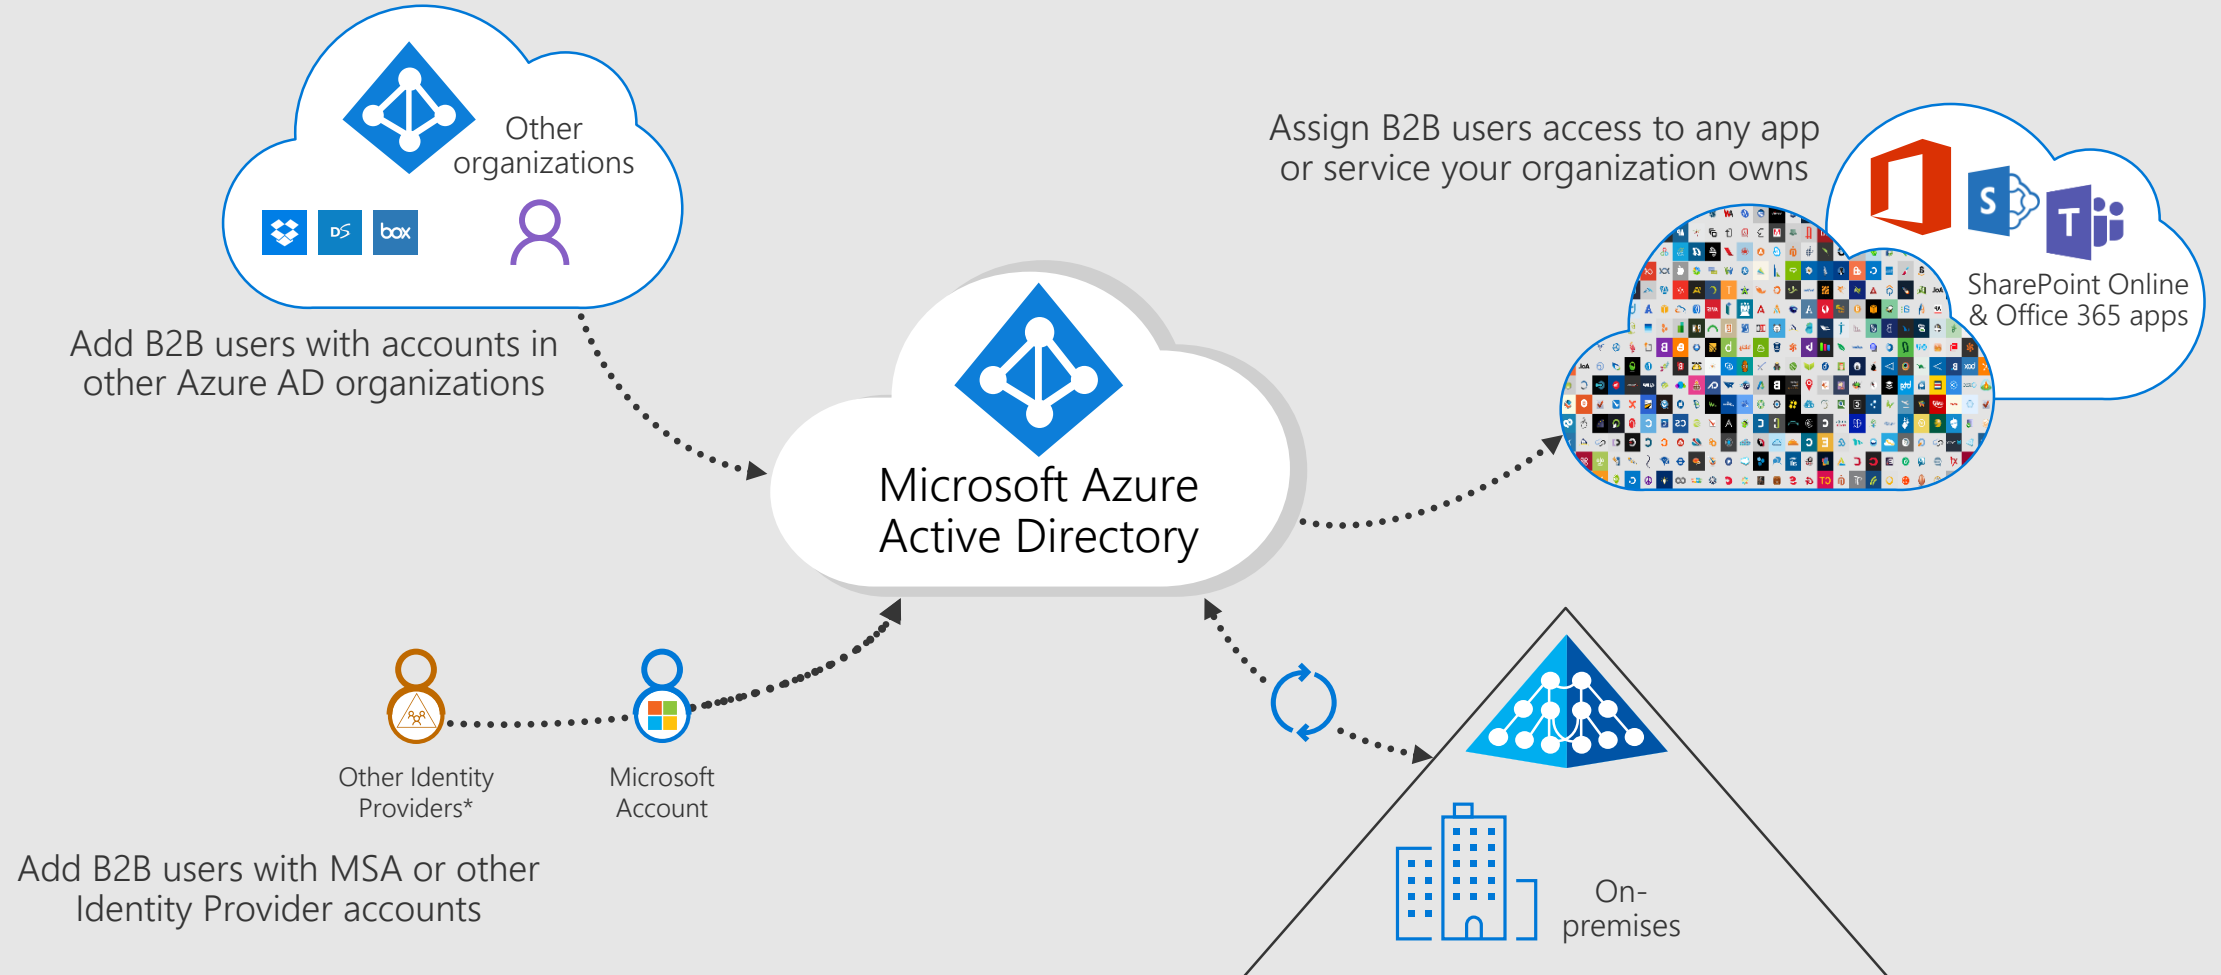 Other
organizations
DS
box
Add B2B users with accounts in
other Azure AD organizations
Assign B2B users access to any app
or service your organization owns
S
T
SharePoint Online
& Office 365 apps
Microsoft Azure
Active Directory
Other Identity
Providers*
Microsoft
Account
Add B2B users with MSA or other
Identity Provider accounts
On-
premises